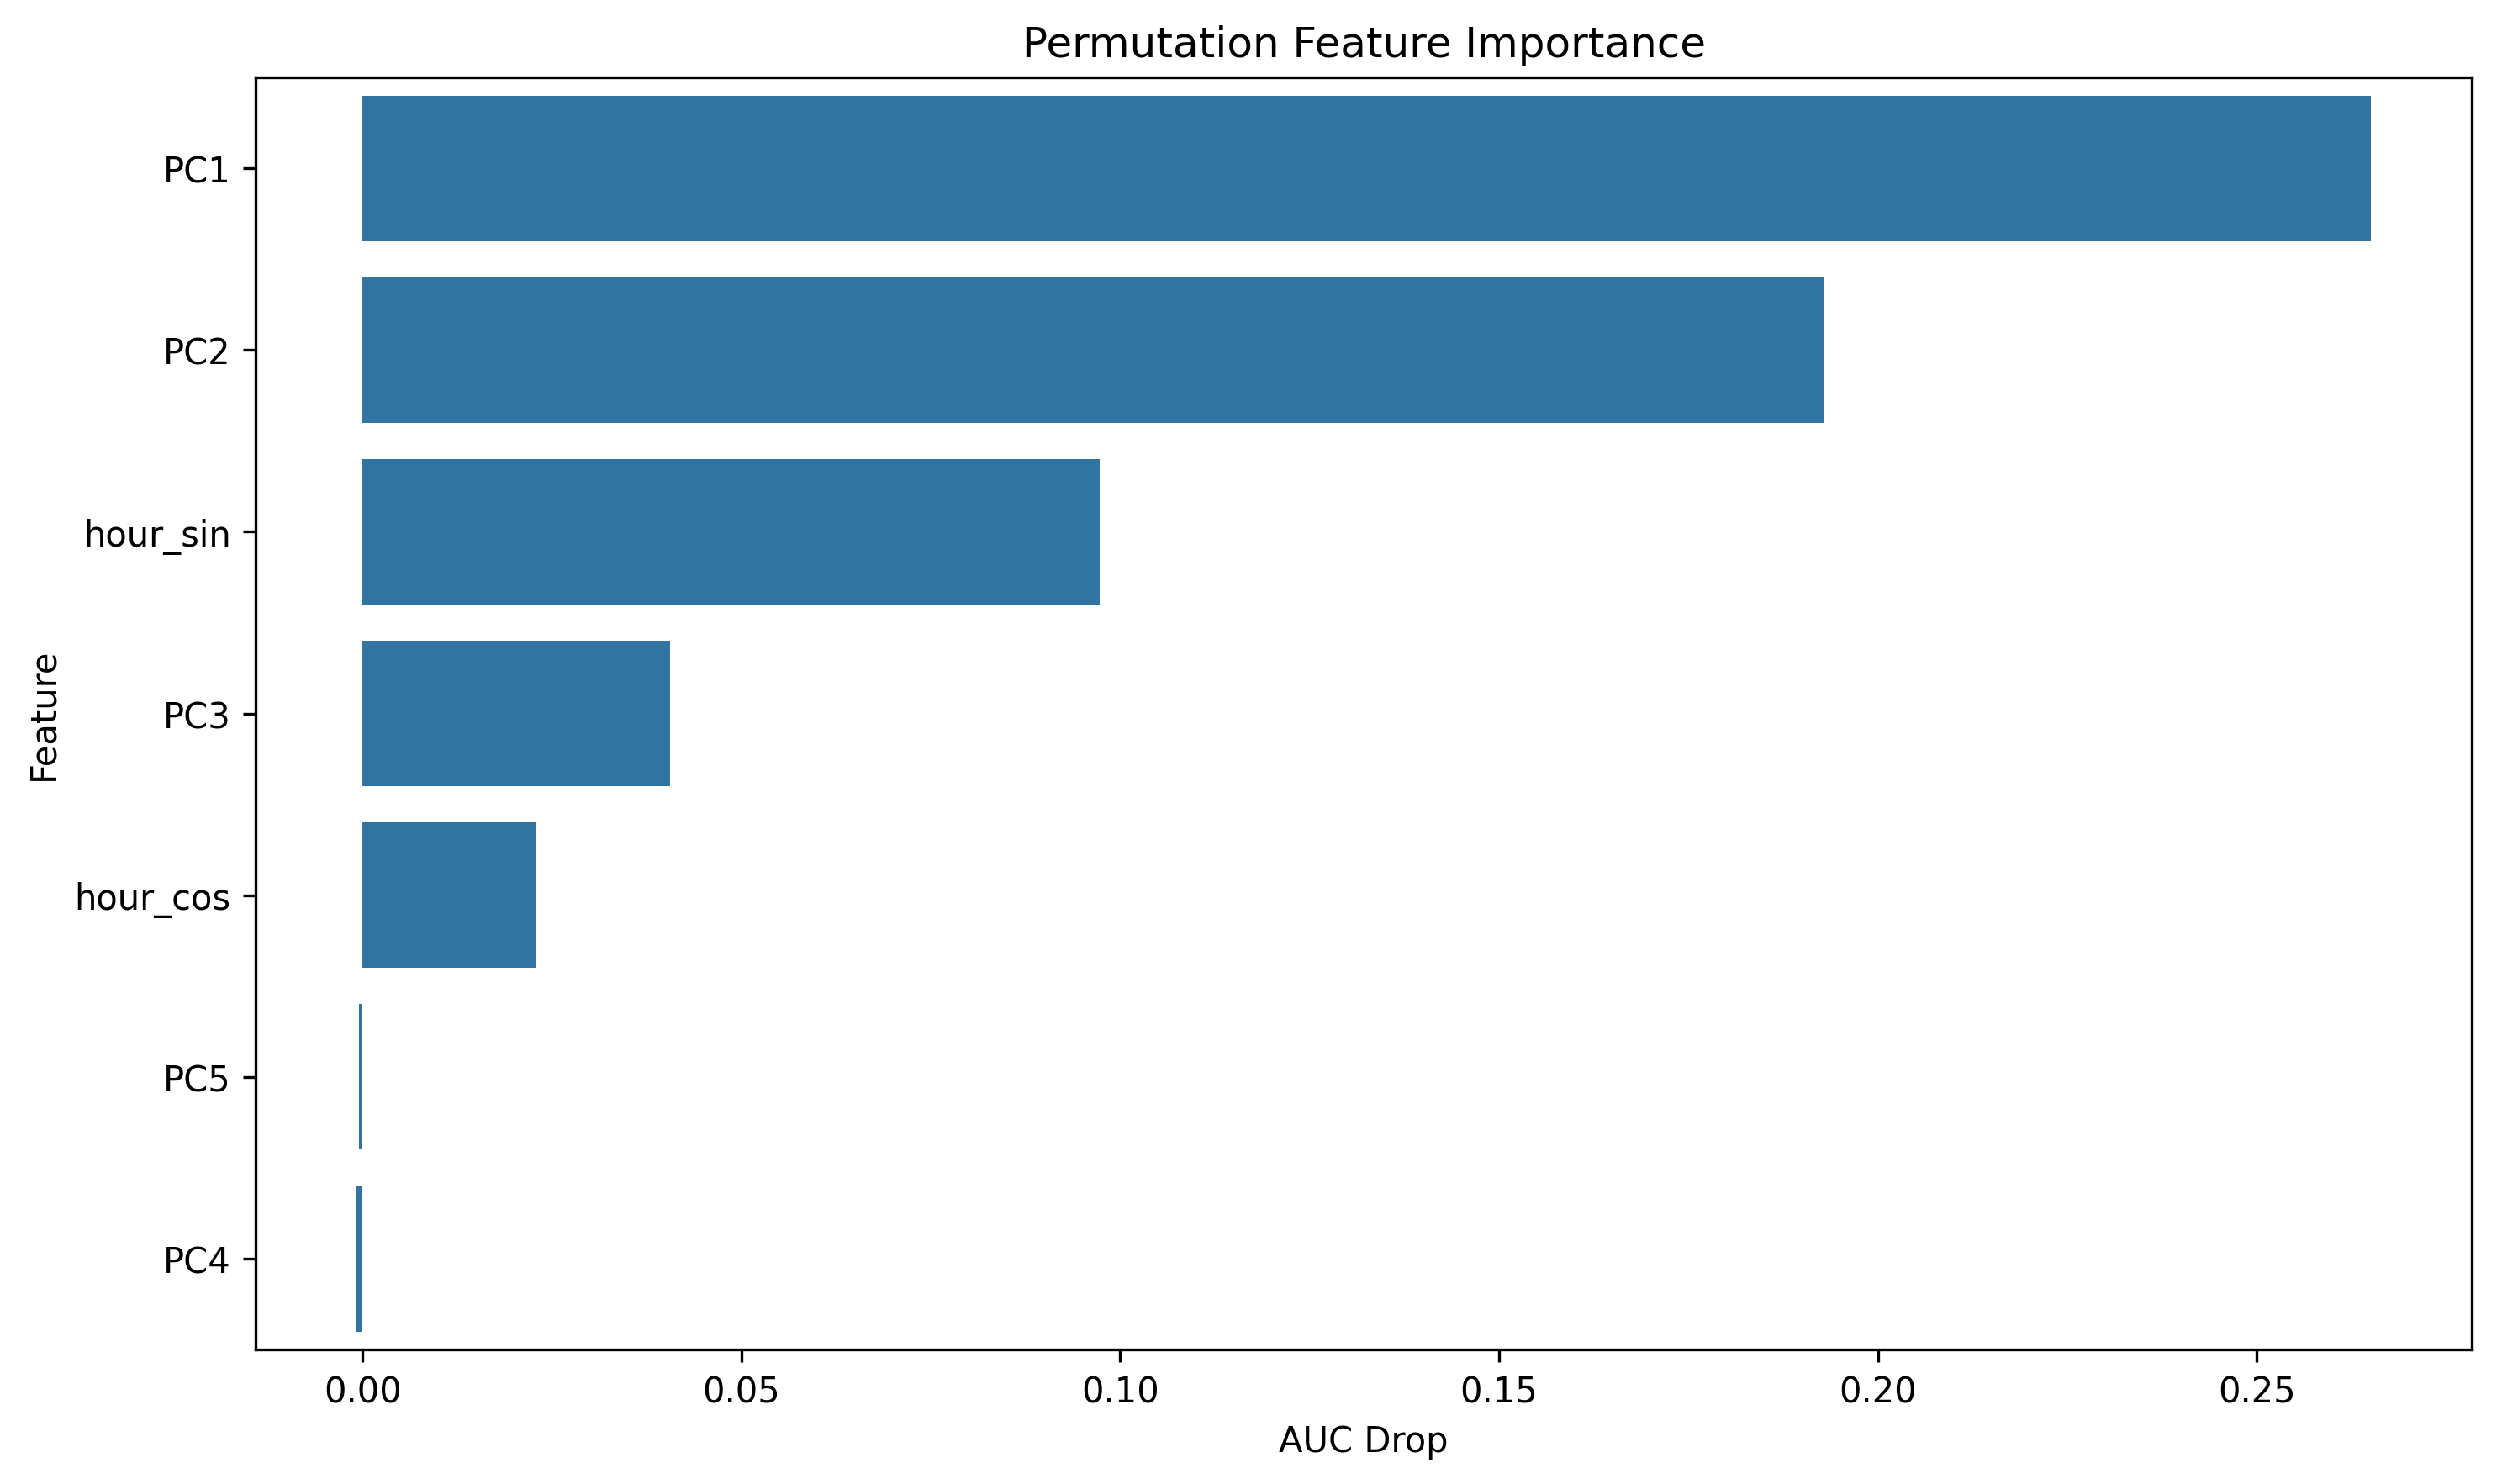 Permutation Feature Importance
Feature
PC1
PC2
hour_sin
PC3
hour_cos
PC5
PC4
0.00 0.05 0.10 0.15 0.20 0.25
AUC Drop